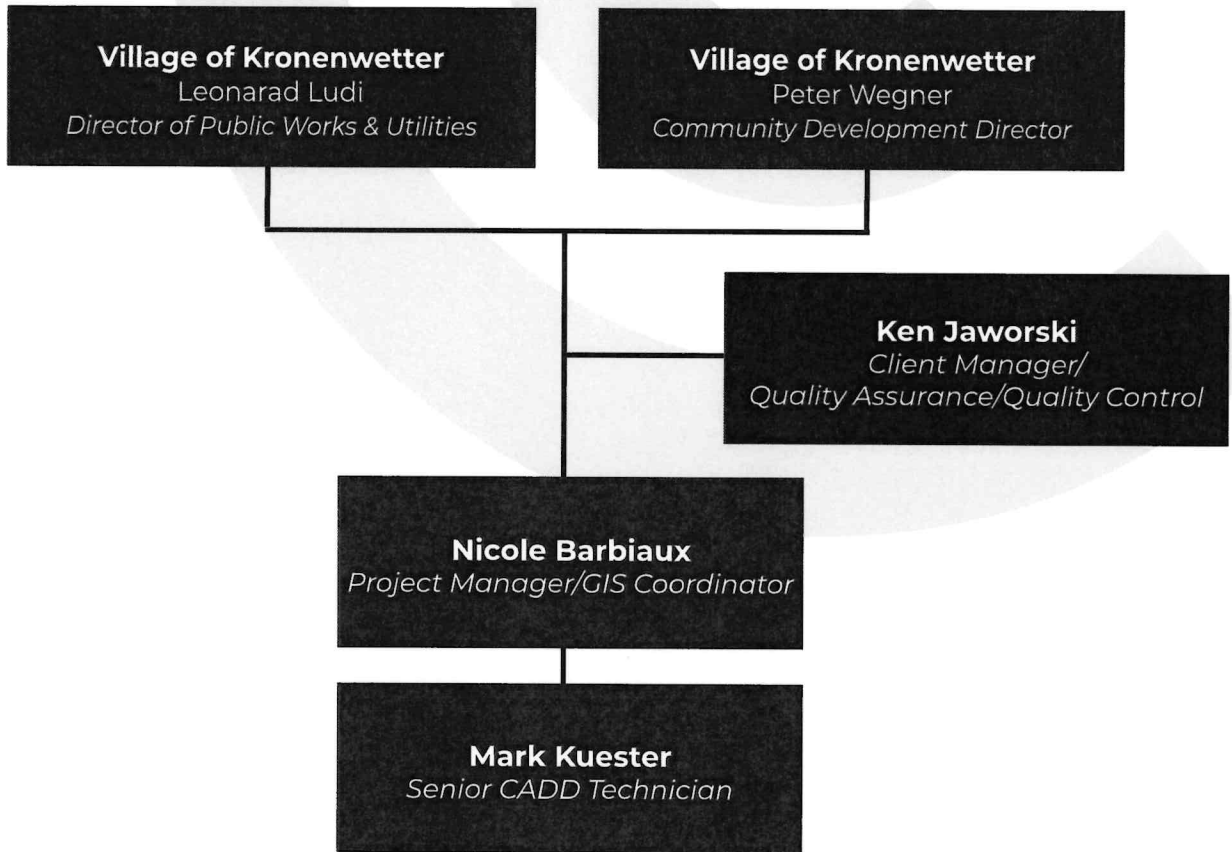 Village of Kronenwetter
Leonarad Ludi
Director of Public Works & Utilities
Village of Kronenwetter
Peter Wegner
Community Development Director
Ken Jaworski
Client Manager/
Quality Assurance/Quality Control
Nicole Barbiaux
Project Manager/GIS Coordinator
Mark Kuester
Senior CADD Technician